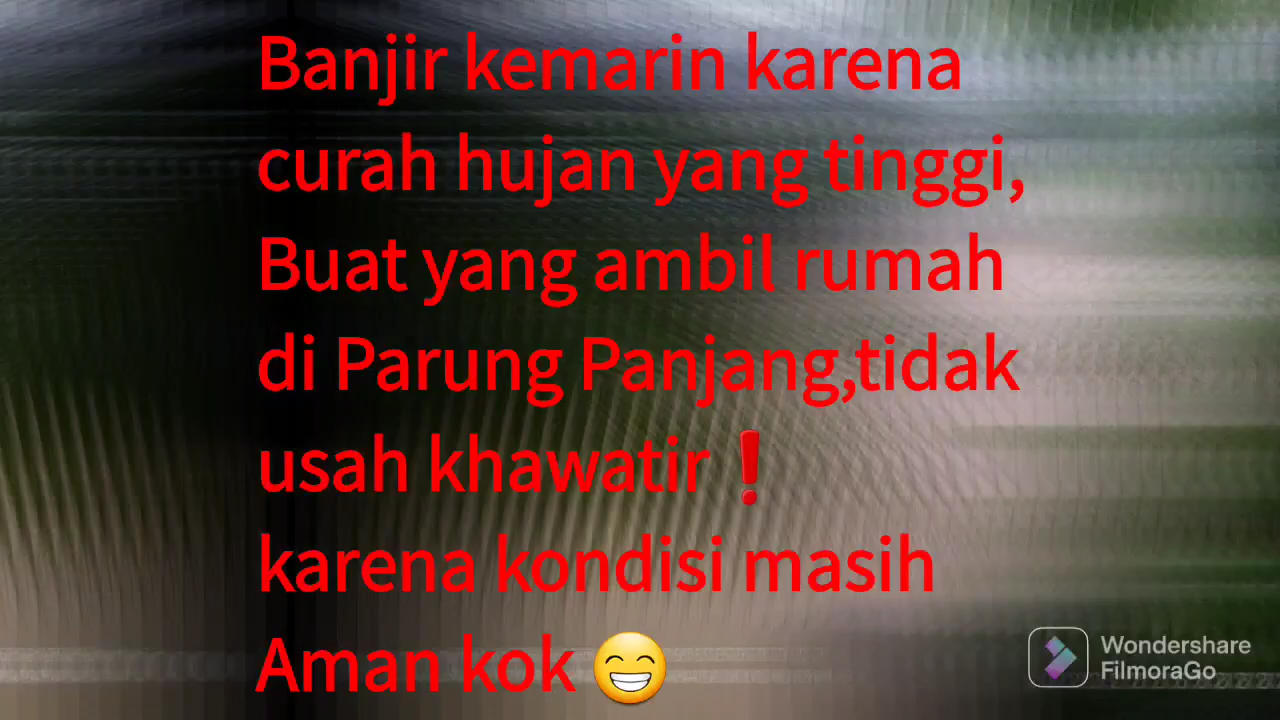 Banjir kemarin karena
curah hujan yang tinggi,
Buat yang ambil rumah
di Parung Panjang,tidak
usah khawatir❗
karena kondisi masih
Aman kok😁
Wondershare
FilmoraGo